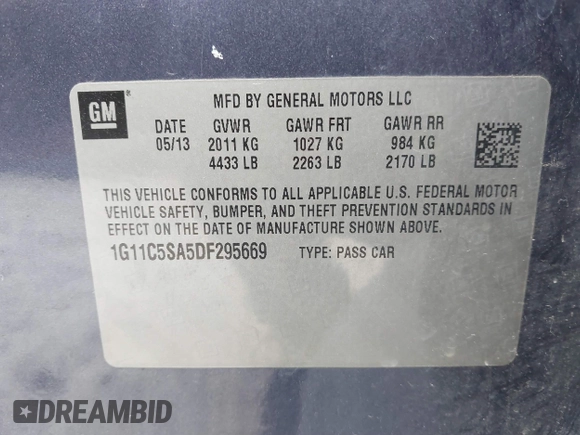 GM ®
MFD BY GENERAL MOTORS LLC
DATE GVWR GAWR FRT GAWR RR
05/13 2011 KG 1027 KG 984 KG
4433 LB 2263 LB 2170 LB
THIS VEHICLE CONFORMS TO ALL APPLICABLE U.S. FEDERAL MOTOR
VEHICLE SAFETY, BUMPER, AND THEFT PREVENTION STANDARDS IN
EFFECT ON THE DATE OF MANUFACTURE SHOWN ABOVE.
1G11C5SA5DF295669 TYPE: PASS CAR
DREAMBID